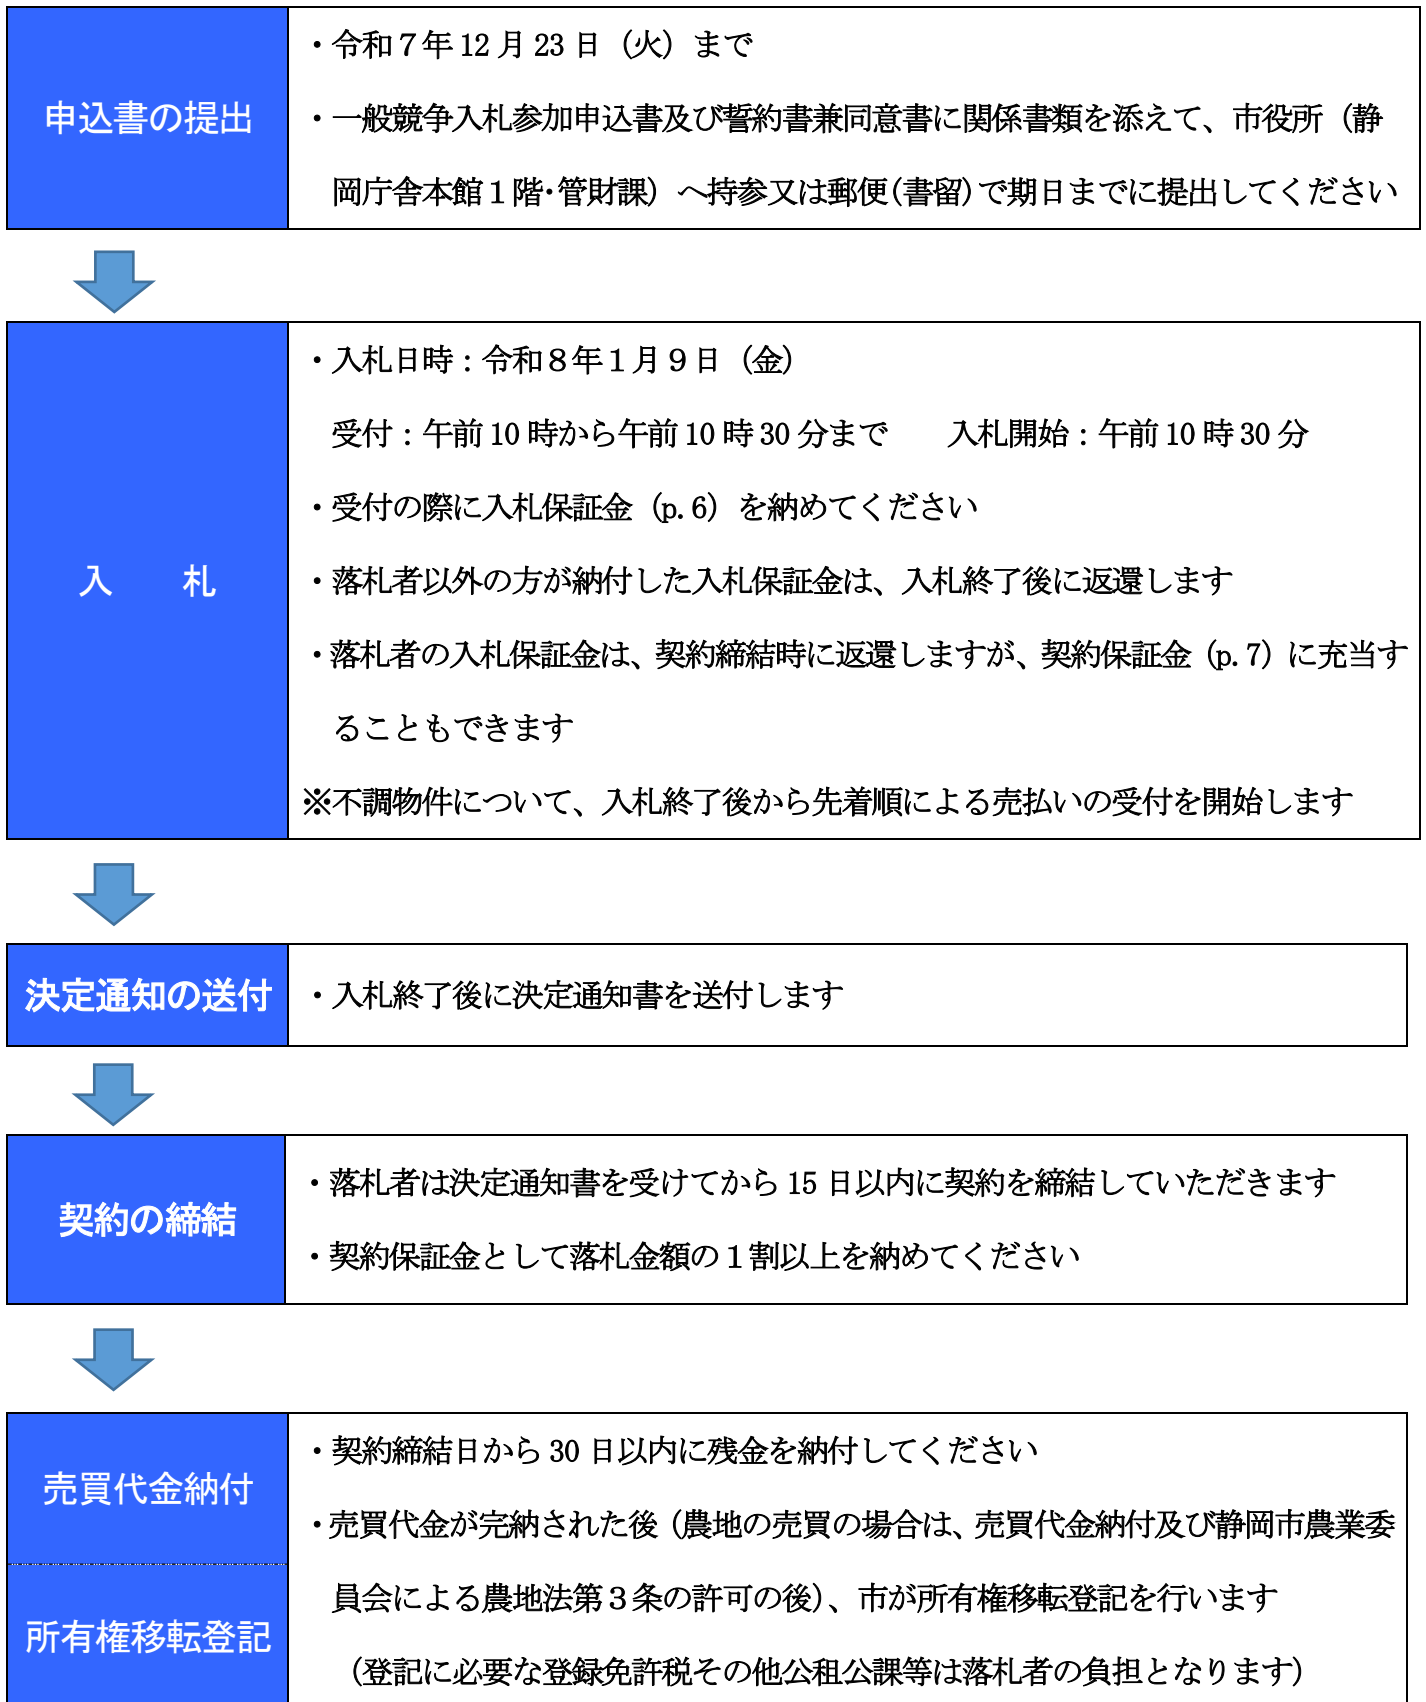 申込書の提出
・令和７年12月23日（火）まで
・一般競争入札参加申込書及び誓約書兼同意書に関係書類を添えて、市役所（静
岡庁舎本館１階・管財課）へ持参又は郵便(書留)で期日までに提出してください
入　　札
・入札日時：令和８年１月９日（金）
受付：午前10時から午前10時30分まで　　入札開始：午前10時30分
・受付の際に入札保証金（p.6）を納めてください
・落札者以外の方が納付した入札保証金は、入札終了後に返還します
・落札者の入札保証金は、契約締結時に返還しますが、契約保証金（p.7）に充当す
ることもできます
※不調物件について、入札終了後から先着順による売払いの受付を開始します
決定通知の送付
・入札終了後に決定通知書を送付します
契約の締結
・落札者は決定通知書を受けてから15日以内に契約を締結していただきます
・契約保証金として落札金額の１割以上を納めてください
売買代金納付
・契約締結日から30日以内に残金を納付してください
・売買代金が完納された後（農地の売買の場合は、売買代金納付及び静岡市農業委
員会による農地法第３条の許可の後）、市が所有権移転登記を行います
所有権移転登記
（登記に必要な登録免許税その他公租公課等は落札者の負担となります）